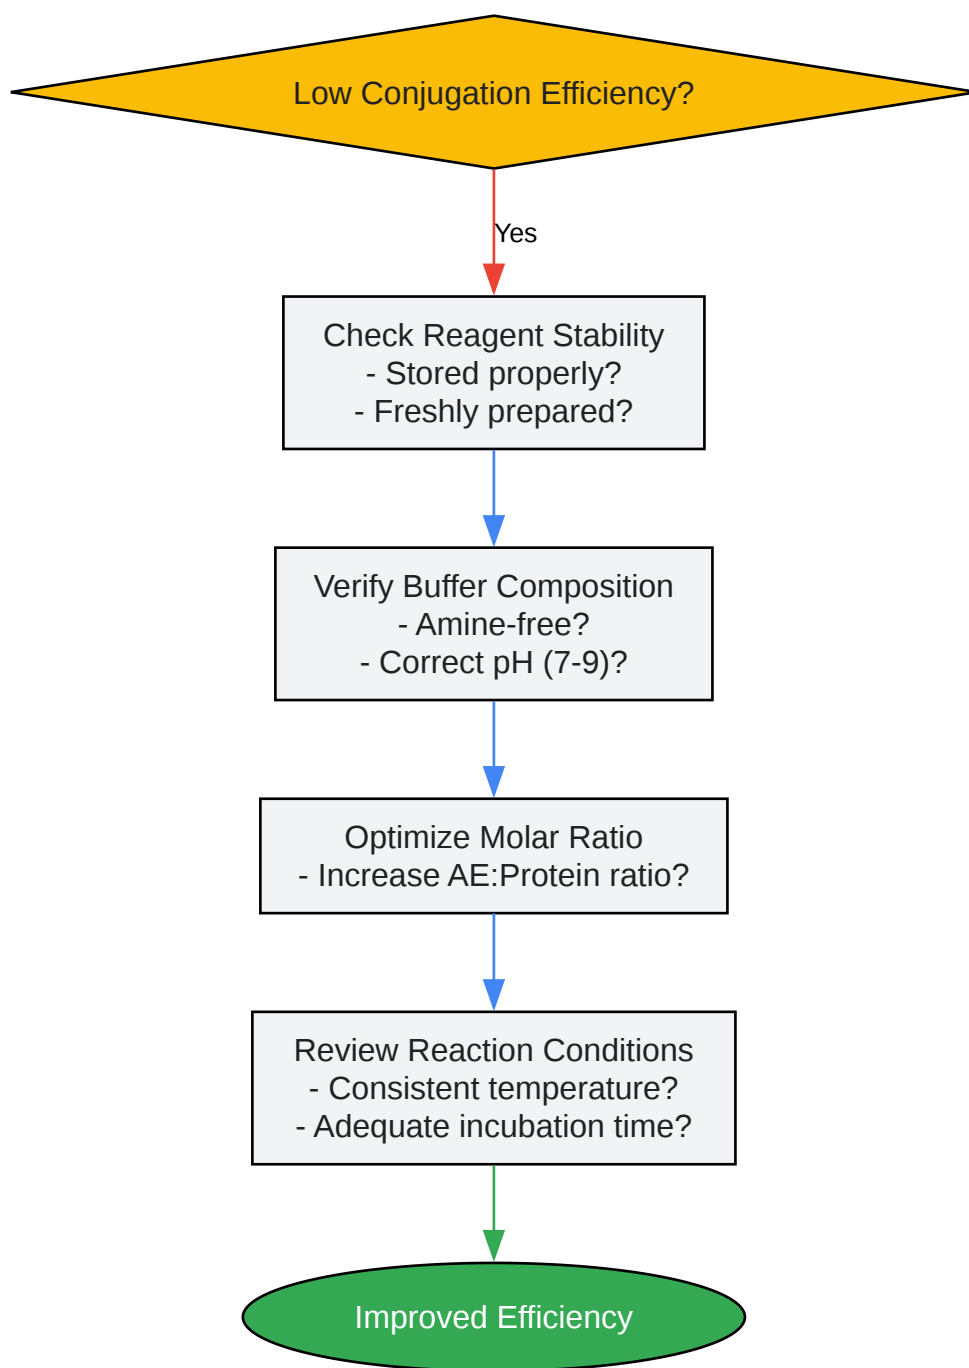 Low Conjugation Efficiency?
Yes
Check Reagent Stability
- Stored properly?
- Freshly prepared?
Verify Buffer Composition
- Amine-free?
- Correct pH (7-9)?
Optimize Molar Ratio
- Increase AE:Protein ratio?
Review Reaction Conditions
- Consistent temperature?
- Adequate incubation time?
Improved Efficiency